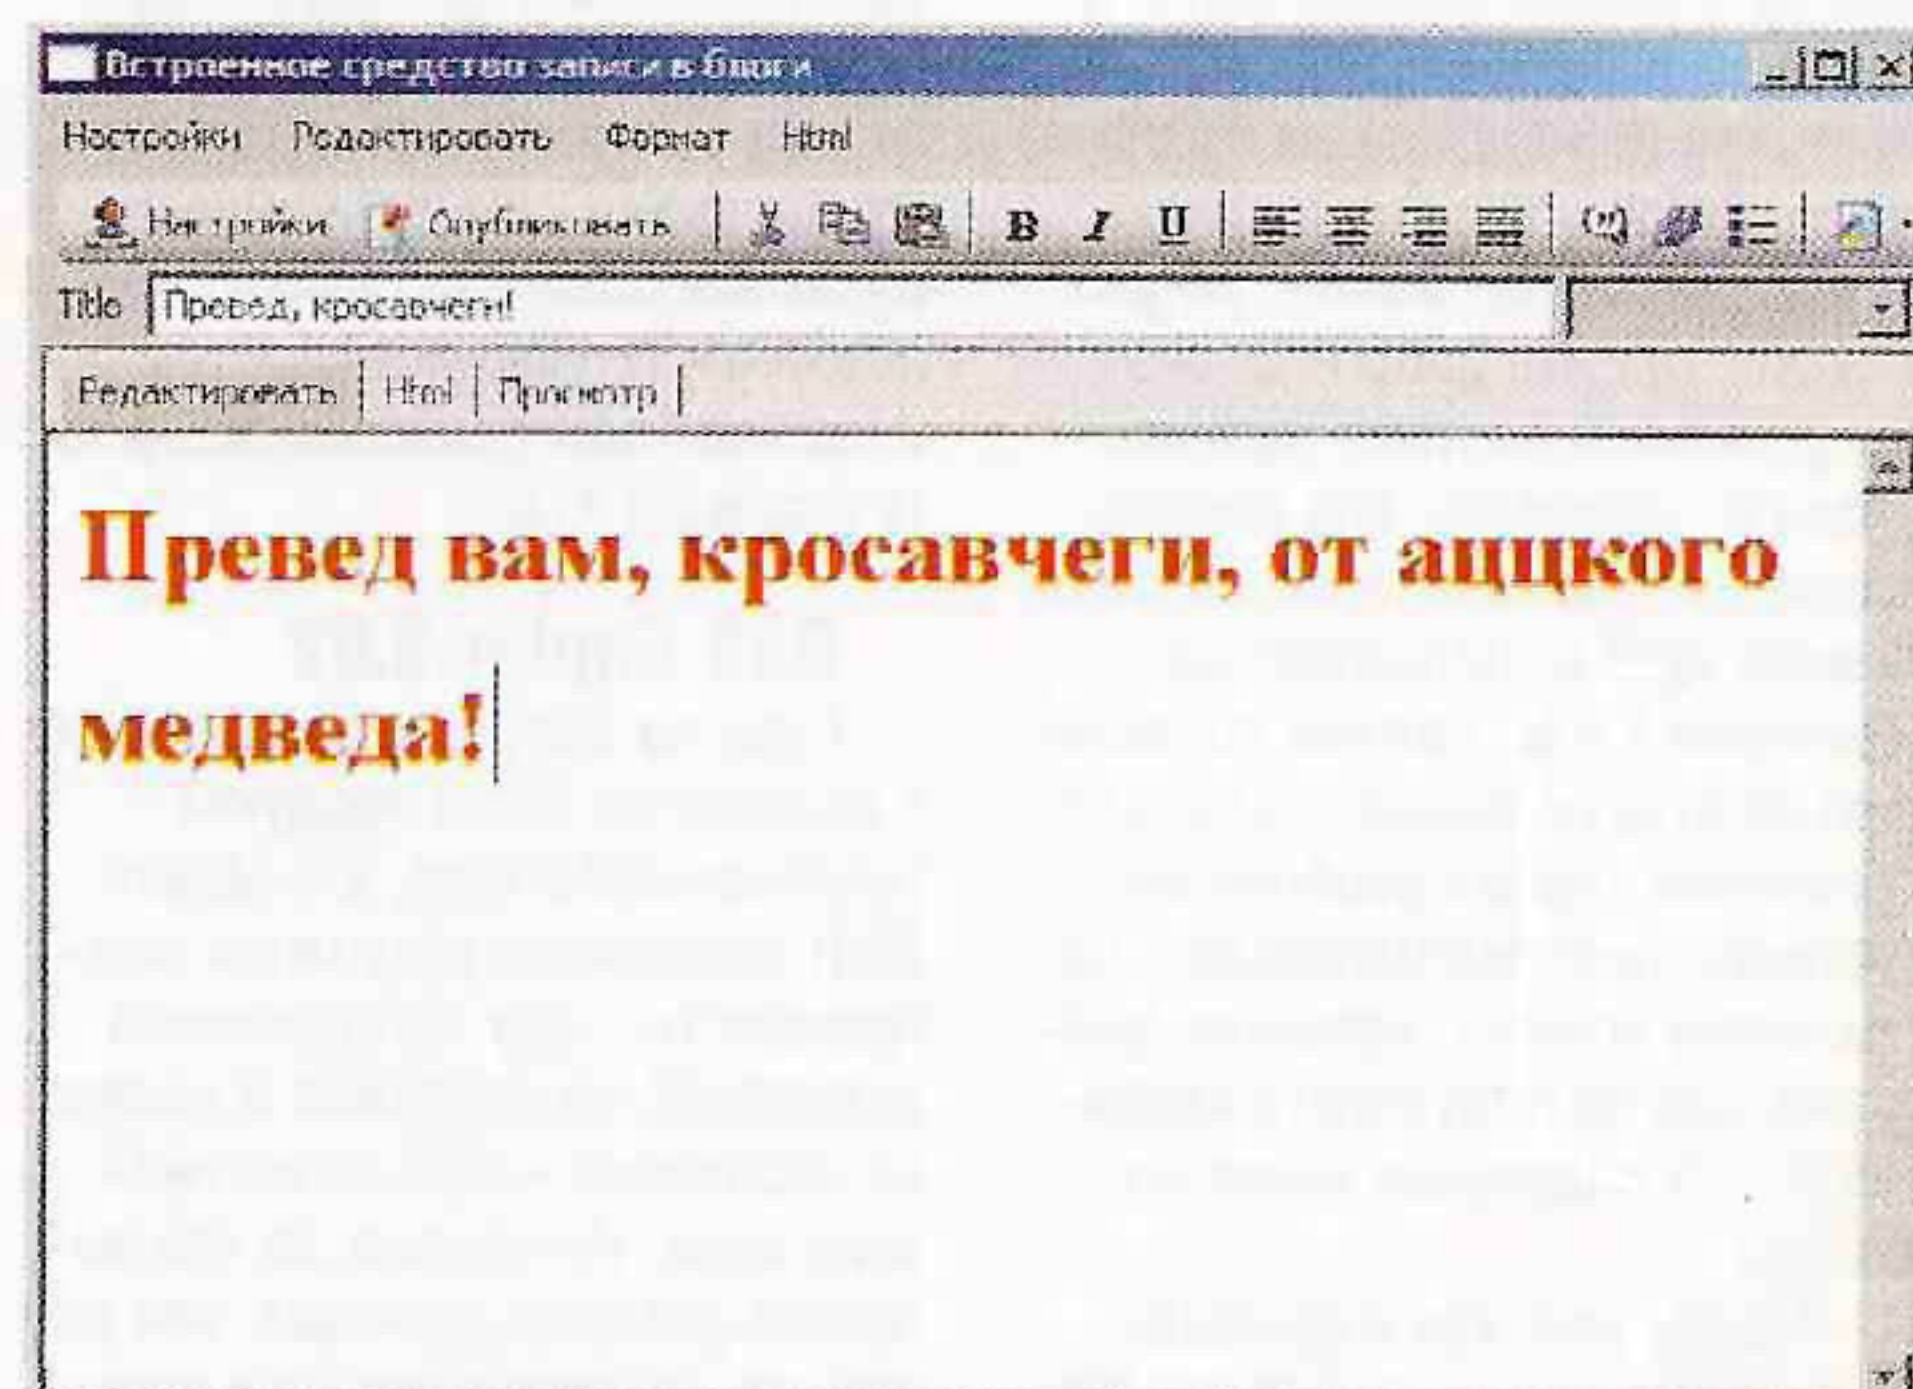 Встроенное средство записи в блоги
Настройки Редактировать Формат Html
Настройки Опубликовать B I U
Title Превед, кросавчеги!
Редактировать Html Просмотр
Превед вам, кросавчеги, от аццкого
медведа!